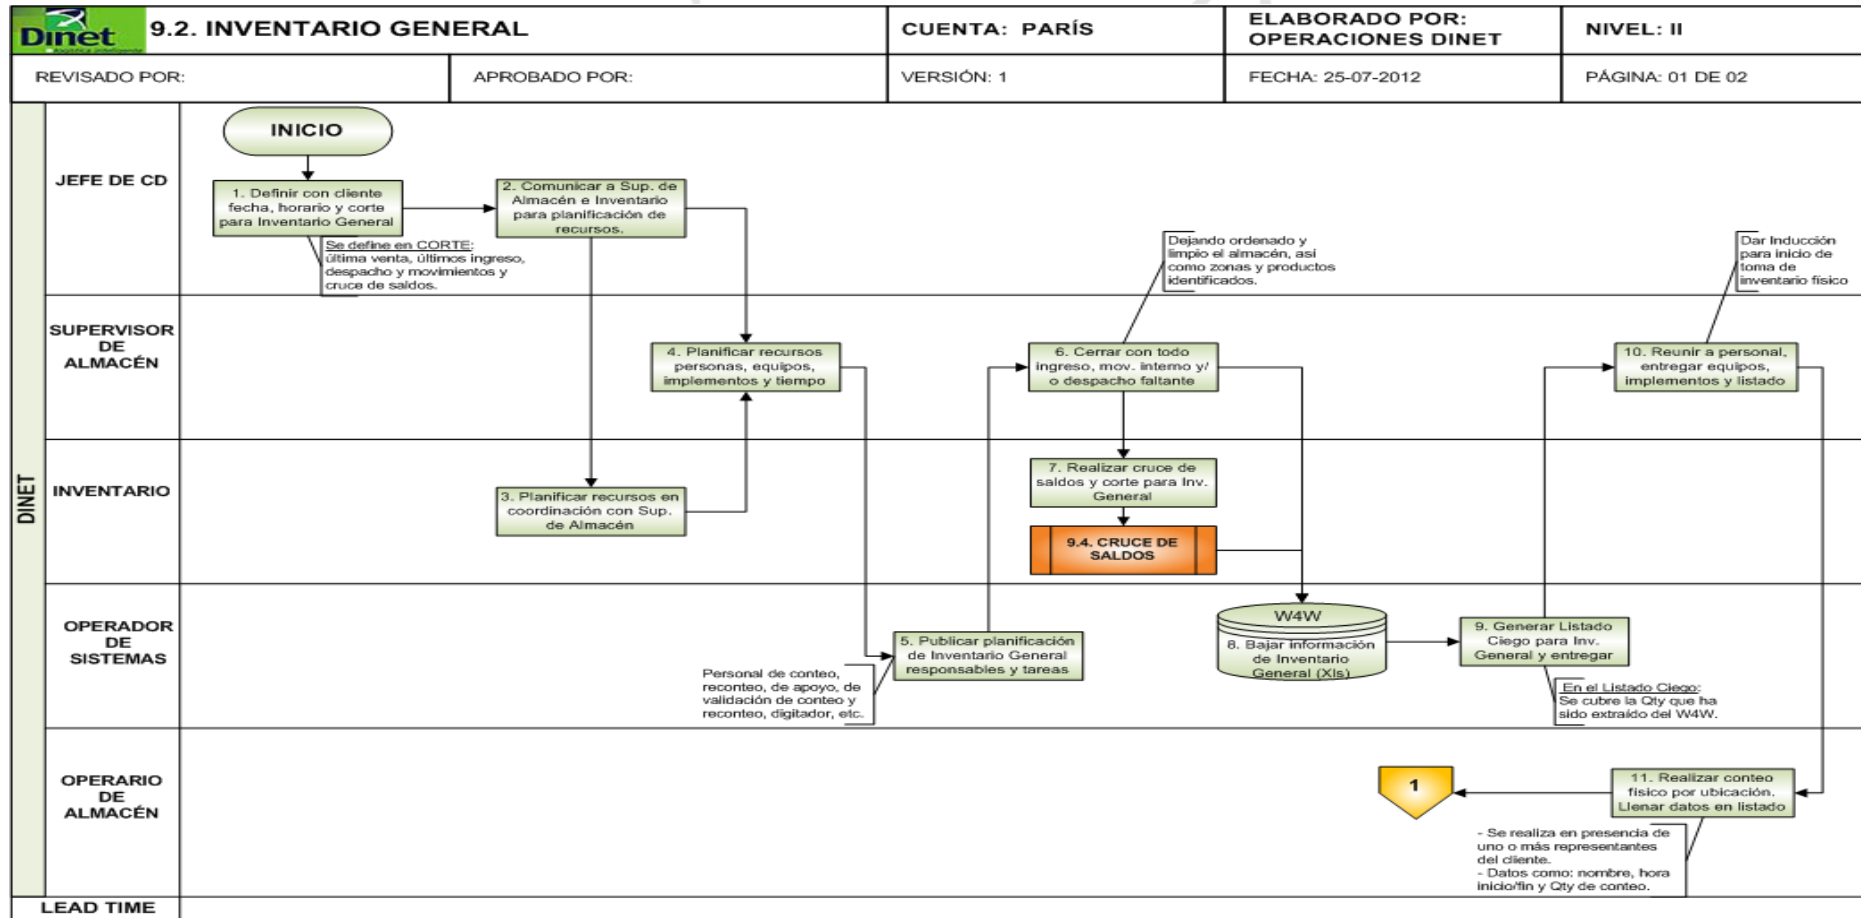 Dinet
9.2. INVENTARIO GENERAL
CUENTA: PARÍS
ELABORADO POR:
OPERACIONES DINET
NIVEL: II
REVISADO POR:
APROBADO POR:
VERSIÓN: 1
FECHA: 25-07-2012
PÁGINA: 01 DE 02
DINET
JEFE DE CD
INICIO
1. Definir con cliente
fecha, horario y corte
para Inventario General
Se define en CORTE:
última venta, últimos ingreso,
despacho y movimientos y
cruce de saldos.
2. Comunicar a Sup. de
Almacén e Inventario
para planificación de
recursos.
Dejando ordenado y
limpio el almacén, así
como zonas y productos
identificados.
Dar Inducción
para inicio de
toma de
inventario físico
SUPERVISOR
DE
ALMACÉN
4. Planificar recursos
personas, equipos,
implementos y tiempo
6. Cerrar con todo
ingreso, mov. interno y/
o despacho faltante
10. Reunir a personal,
entregar equipos,
implementos y listado
INVENTARIO
3. Planificar recursos en
coordinación con Sup.
de Almacén
7. Realizar cruce de
saldos y corte para Inv.
General
9.4. CRUCE DE
SALDOS
OPERADOR
DE
SISTEMAS
Personal de conteo,
reconteo, de apoyo, de
validación de conteo y
reconteo, digitador, etc.
5. Publicar planificación
de Inventario General
responsables y tareas
W4W
8. Bajar información
de Inventario
General (Xls)
9. Generar Listado
Ciego para Inv.
General y entregar
En el Listado Ciego:
Se cubre la Qty que ha
sido extraído del W4W.
OPERARIO
DE
ALMACÉN
1
11. Realizar conteo
físico por ubicación.
Llenar datos en listado
- Se realiza en presencia de
uno o más representantes
del cliente.
- Datos como: nombre, hora
inicio/fin y Qty de conteo.
LEAD TIME